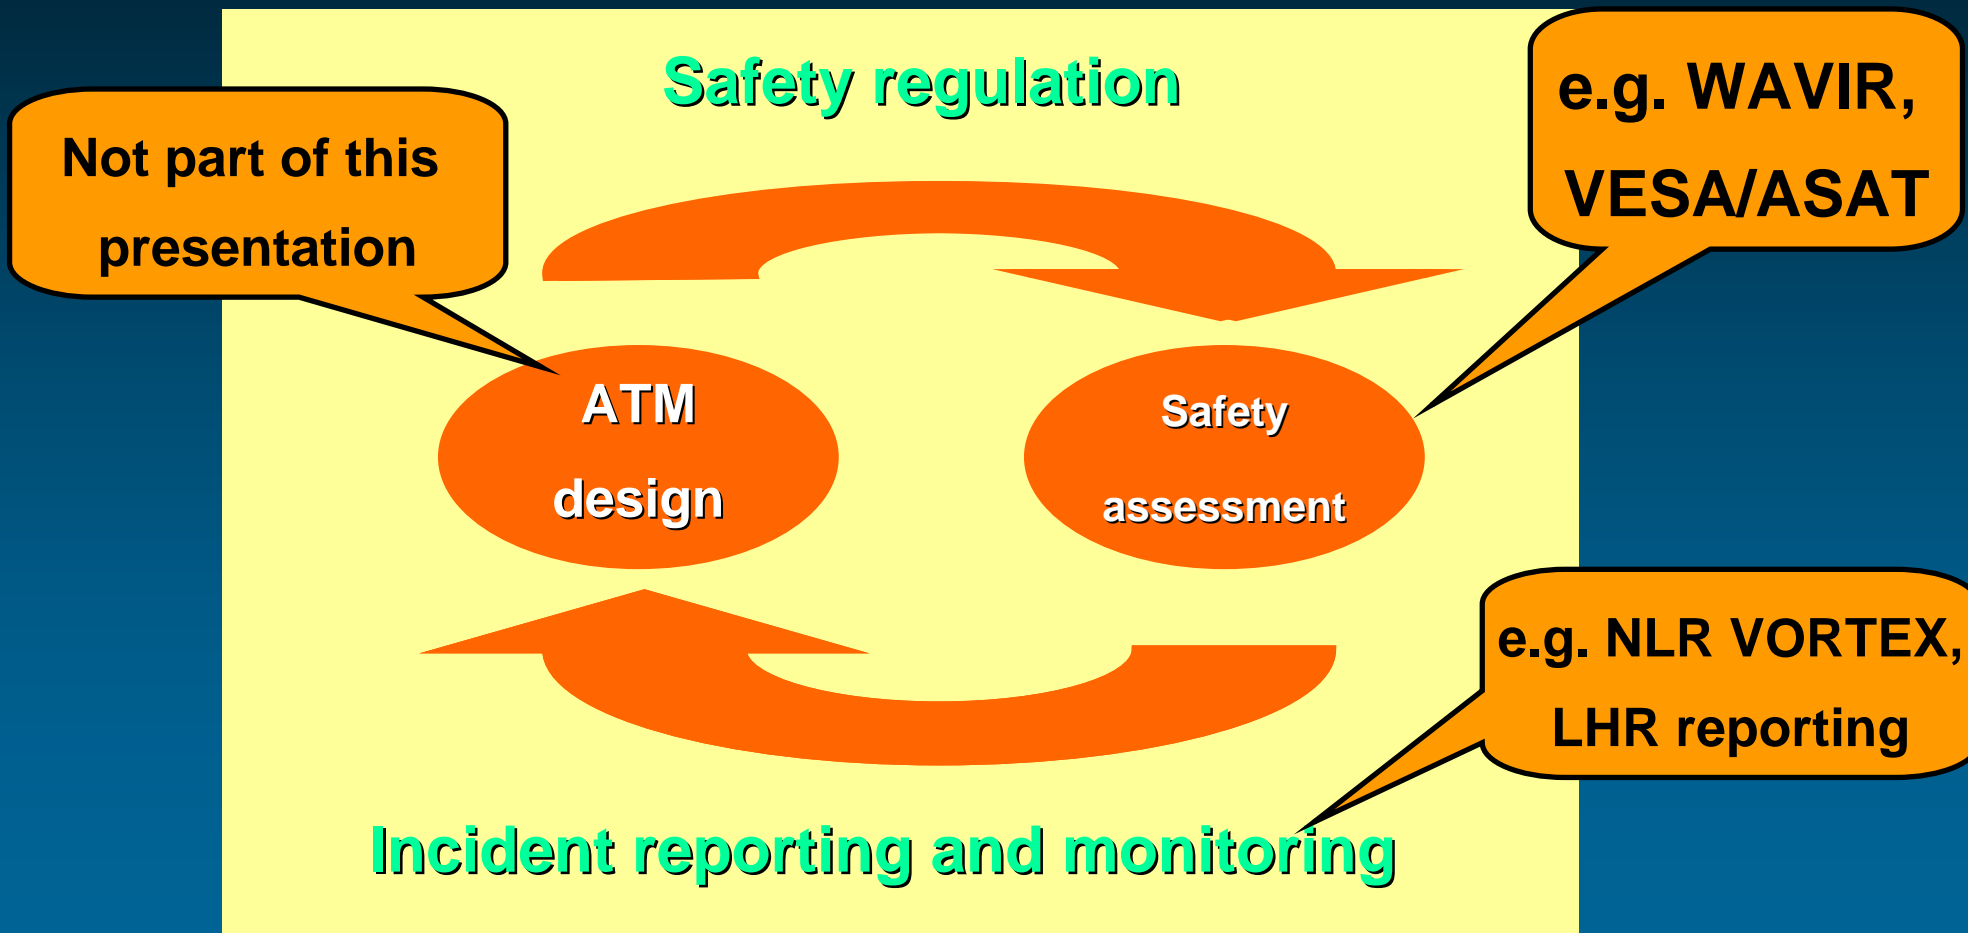 Safety regulation
Not part of this
presentation
e.g. WAVIR,
VESA/ASAT
ATM
design
Safety
assessment
e.g. NLR VORTEX,
LHR reporting
Incident reporting and monitoring